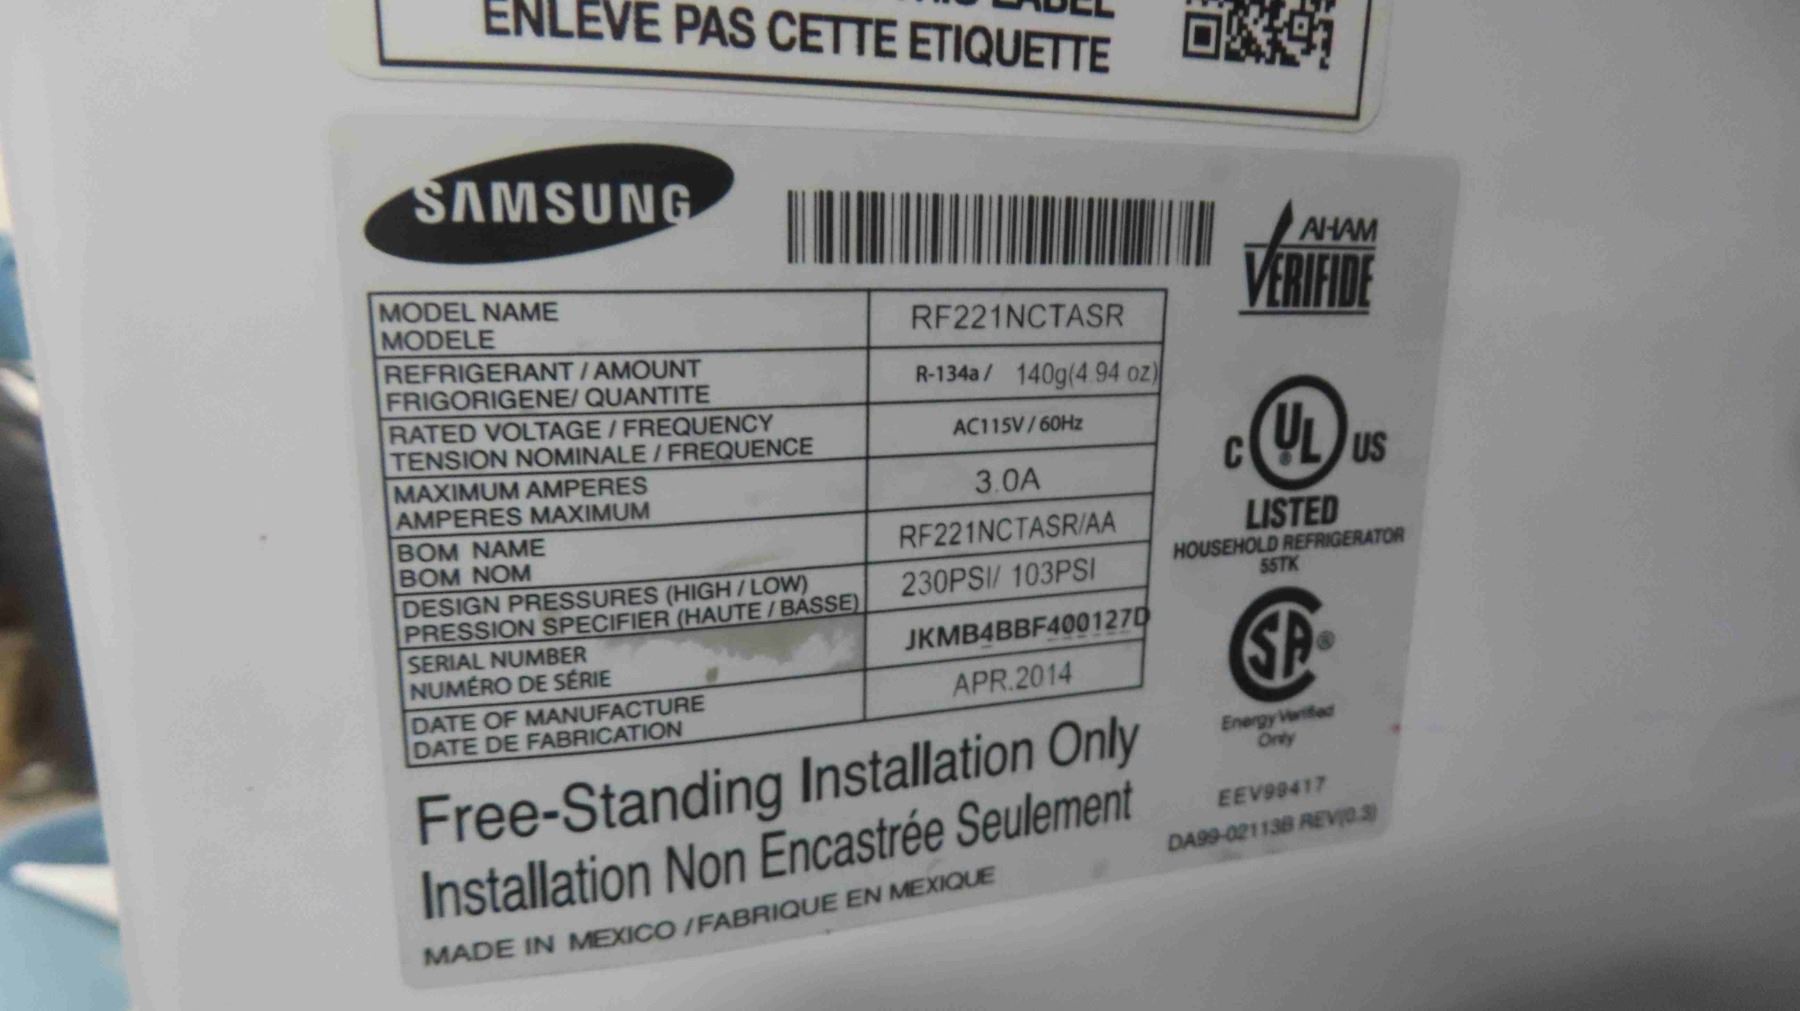 LABEL
ENLEVE PAS CETTE ETIQUETTE
SAMSUNG
AHAM
VERIFIDE
MODEL NAME
MODELE
RF221NCTASR
REFRIGERANT / AMOUNT
FRIGORIGENE/ QUANTITE
R-134a / 140g(4.94 oz)
RATED VOLTAGE / FREQUENCY
TENSION NOMINALE / FREQUENCE
AC115V / 60Hz
MAXIMUM AMPERES
AMPERES MAXIMUM
3.0A
BOM NAME
BOM NOM
RF221NCTASR/AA
DESIGN PRESSURES (HIGH / LOW)
PRESSION SPECIFIER (HAUTE / BASSE)
230PSI/ 103PSI
SERIAL NUMBER
NUMÉRO DE SÉRIE
JKMB4BBF400127D
DATE OF MANUFACTURE
DATE DE FABRICATION
APR.2014
C UL US
®
LISTED
HOUSEHOLD REFRIGERATOR
55TK
SA ®
Energy Verified
Only
EEV99417
DA99-02113B REV(0.3)
Free-Standing Installation Only
Installation Non Encastrée Seulement
MADE IN MEXICO / FABRIQUE EN MEXIQUE